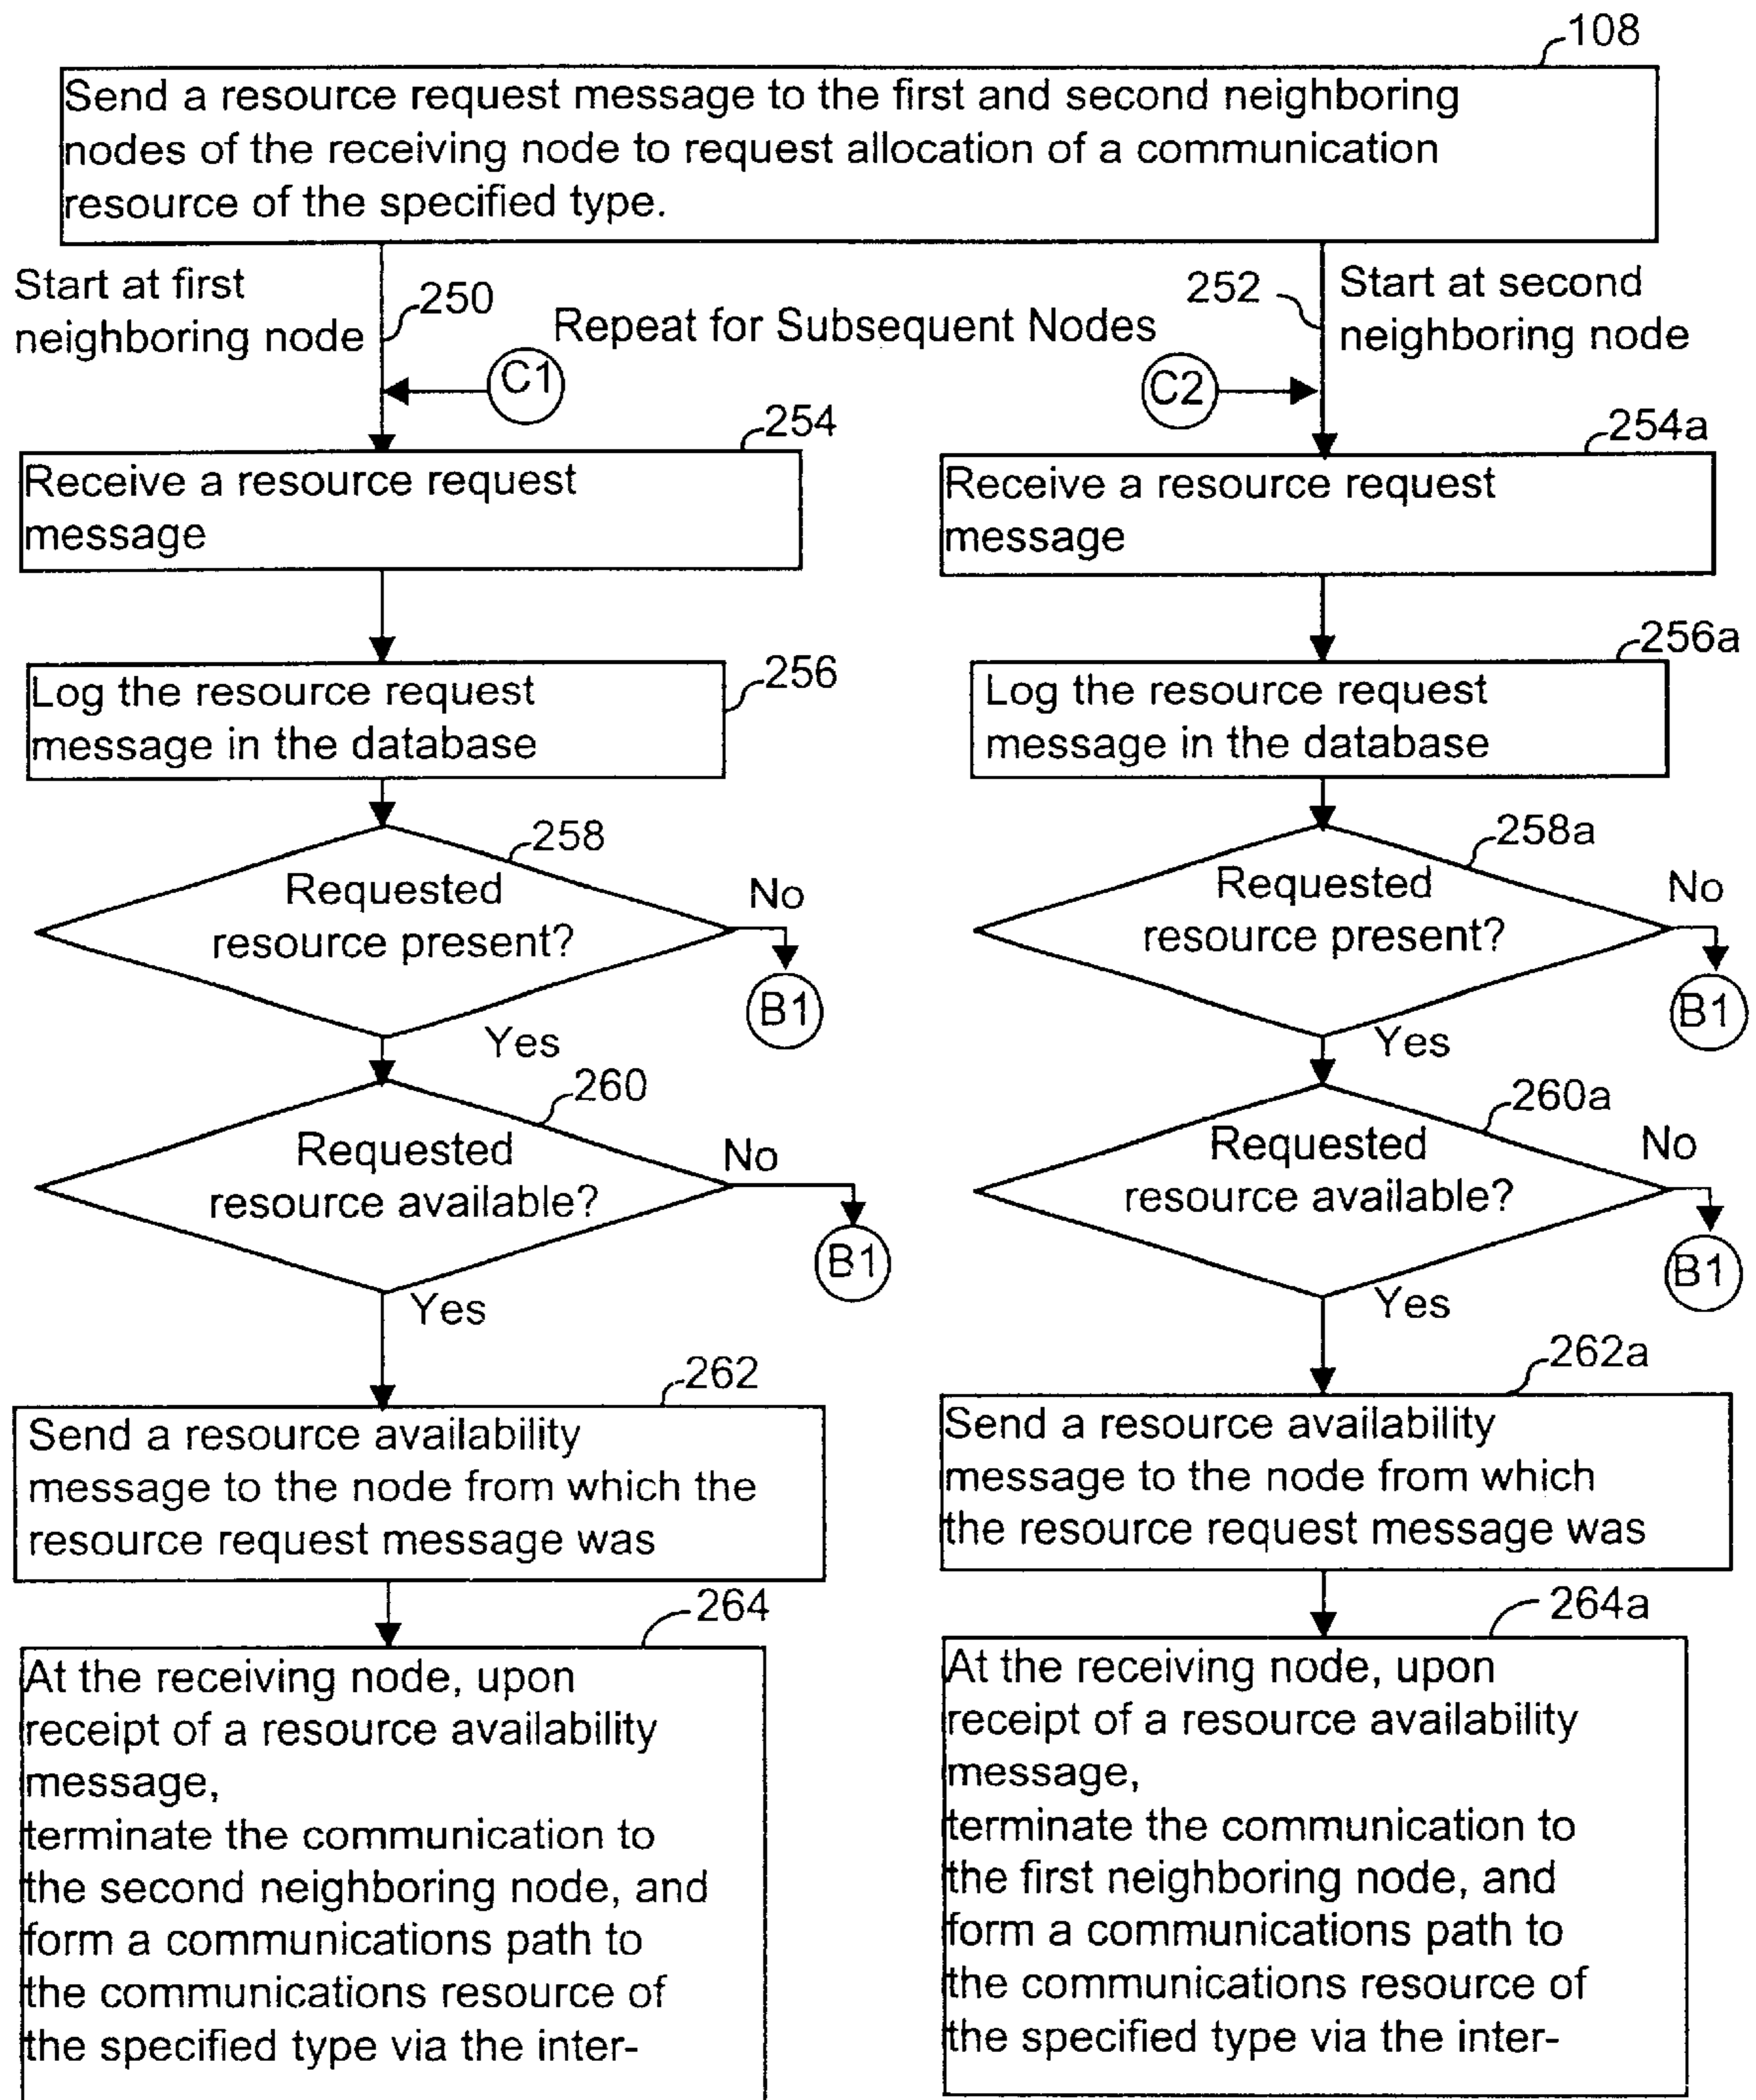 108
Send a resource request message to the first and second neighboring
nodes of the receiving node to request allocation of a communication
resource of the specified type.
Start at first
neighboring node
250
Repeat for Subsequent Nodes
252
Start at second
neighboring node
C1
C2
254
Receive a resource request
message
254a
Receive a resource request
message
256
Log the resource request
message in the database
256a
Log the resource request
message in the database
258
Requested
resource present?
No
B1
Yes
258a
Requested
resource present?
No
B1
Yes
260
Requested
resource available?
No
B1
Yes
260a
Requested
resource available?
No
B1
Yes
262
Send a resource availability
message to the node from which the
resource request message was
262a
Send a resource availability
message to the node from which
the resource request message was
264
At the receiving node, upon
receipt of a resource availability
message,
terminate the communication to
the second neighboring node, and
form a communications path to
the communications resource of
the specified type via the inter-
264a
At the receiving node, upon
receipt of a resource availability
message,
terminate the communication to
the first neighboring node, and
form a communications path to
the communications resource of
the specified type via the inter-